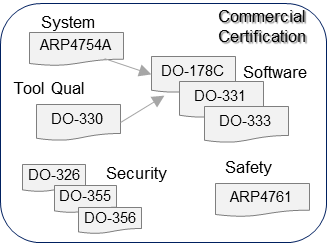 System
Commercial
Certification
ARP4754A
DO-178C
Software
Tool Qual
DO-331
DO-330
DO-333
DO-326
Security
Safety
DO-355
ARP4761
DO-356